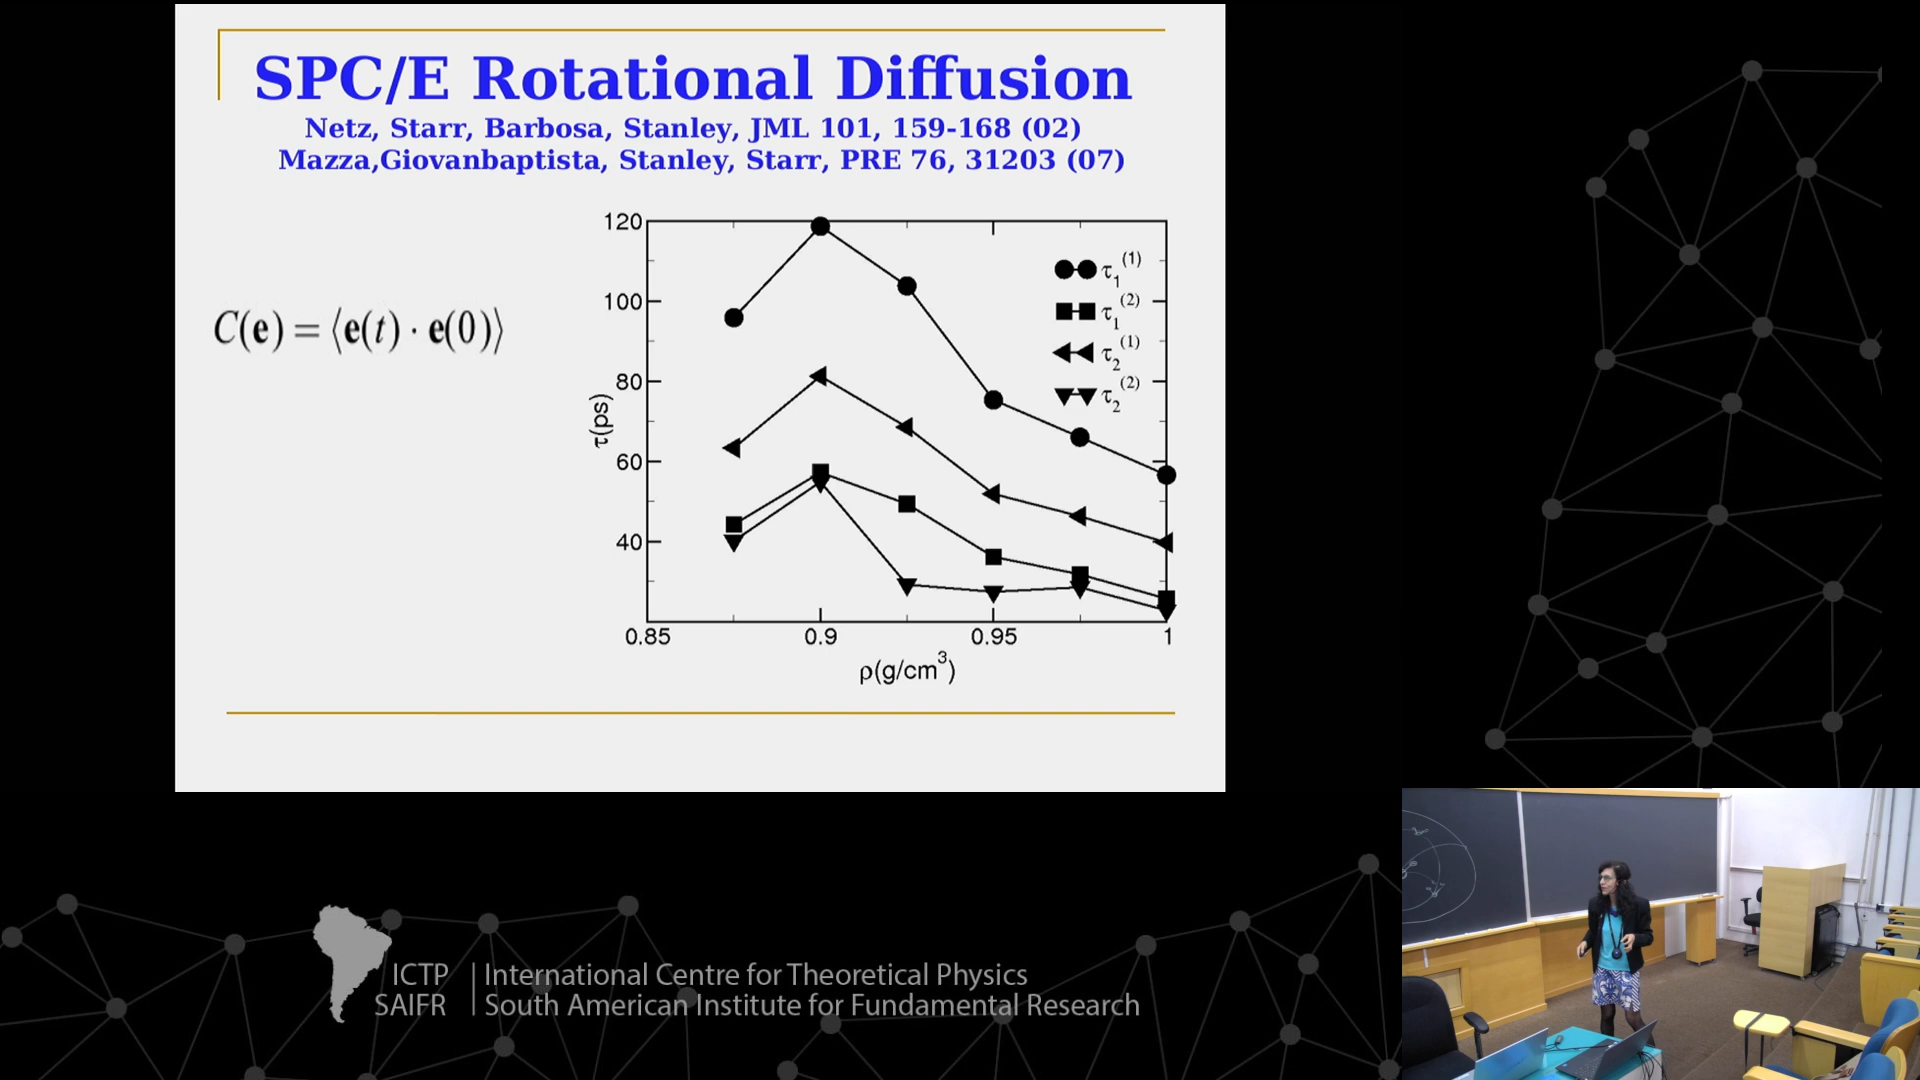 SPC/E Rotational Diffusion
Netz, Starr, Barbosa, Stanley, JML 101, 159-168 (02)
Mazza,Giovanbaptista, Stanley, Starr, PRE 76, 31203 (07)
C(e) = ⟨e(t) · e(0)⟩
120
100
80
60
40
τ(ps)
τ₁⁽¹⁾
τ₁⁽²⁾
τ₂⁽¹⁾
τ₂⁽²⁾
0.85 0.9 0.95 1
ρ(g/cm³)
ICTP | International Centre for Theoretical Physics
SAIFR | South American Institute for Fundamental Research